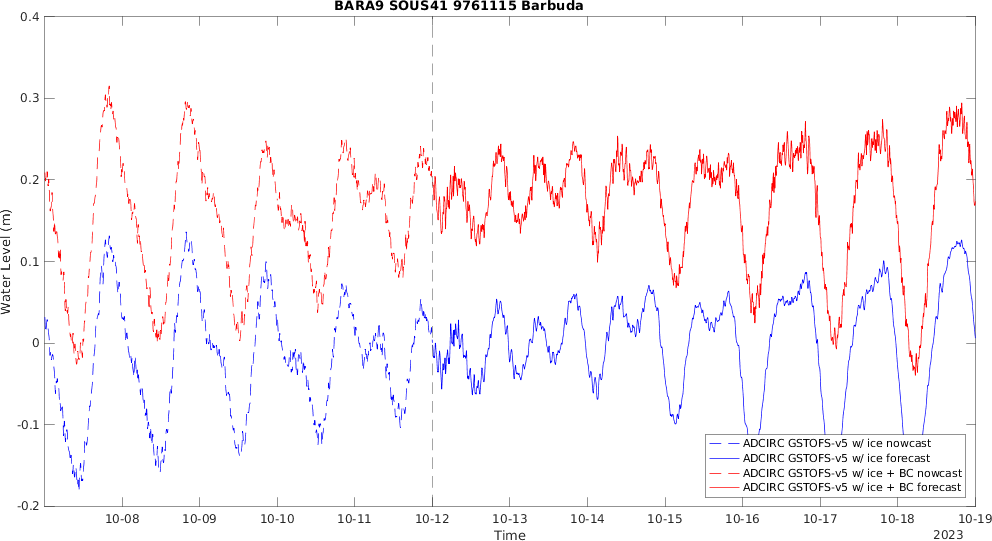 BARA9 SOUS41 9761115 Barbuda
0.4
0.3
0.2
0.1
0
-0.1
-0.2
Water Level (m)
ADCIRC GSTOFS-v5 w/ ice nowcast
ADCIRC GSTOFS-v5 w/ ice forecast
ADCIRC GSTOFS-v5 w/ ice + BC nowcast
ADCIRC GSTOFS-v5 w/ ice + BC forecast
10-08 10-09 10-10 10-11 10-12 10-13 10-14 10-15 10-16 10-17 10-18 10-19
Time
2023